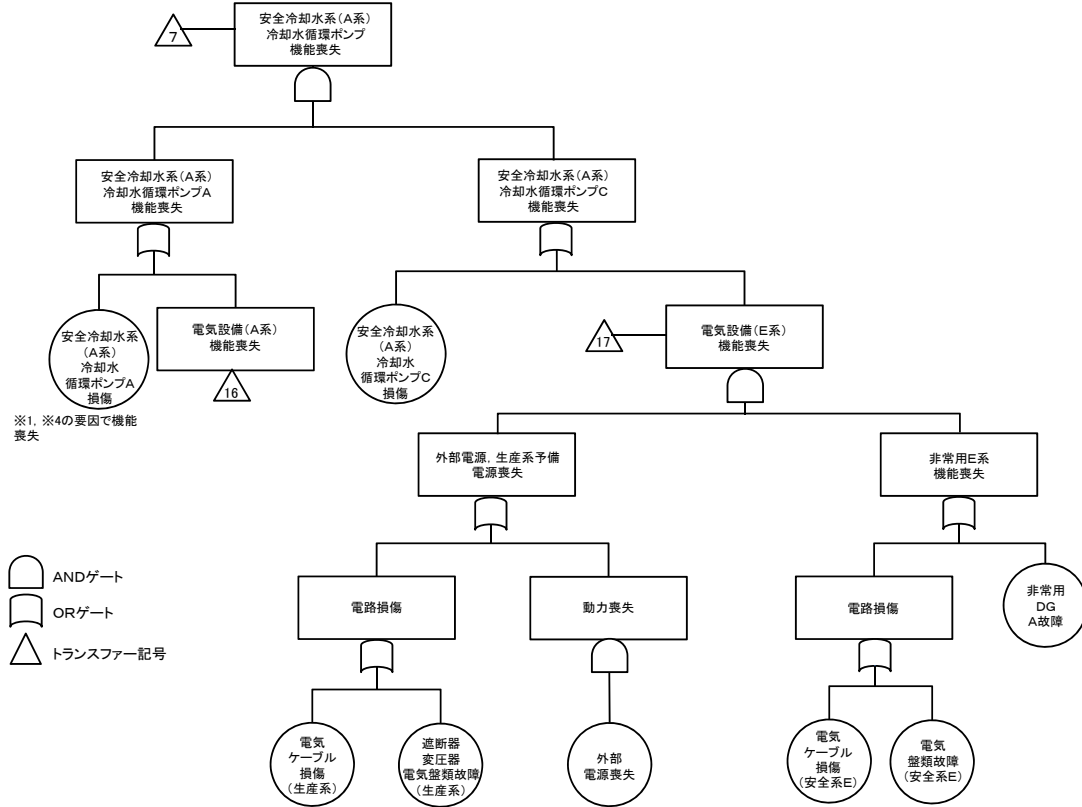 安全冷却水系(A系)
冷却水循環ポンプ
機能喪失
7
安全冷却水系(A系)
冷却水循環ポンプA
機能喪失
安全冷却水系(A系)
冷却水循環ポンプC
機能喪失
安全冷却水系
(A系)
冷却水
循環ポンプA
損傷
※1，※4の要因で機能
喪失
電気設備(A系)
機能喪失
16
安全冷却水系
(A系)
冷却水
循環ポンプC
損傷
17
電気設備(E系)
機能喪失
外部電源，生産系予備
電源喪失
非常用E系
機能喪失
電路損傷
動力喪失
電路損傷
非常用
DG
A故障
電気
ケーブル
損傷
(生産系)
遮断器
変圧器
電気盤類故障
(生産系)
外部
電源喪失
電気
ケーブル
損傷
(安全系E)
電気
盤類故障
(安全系E)
ANDゲート
ORゲート
トランスファー記号